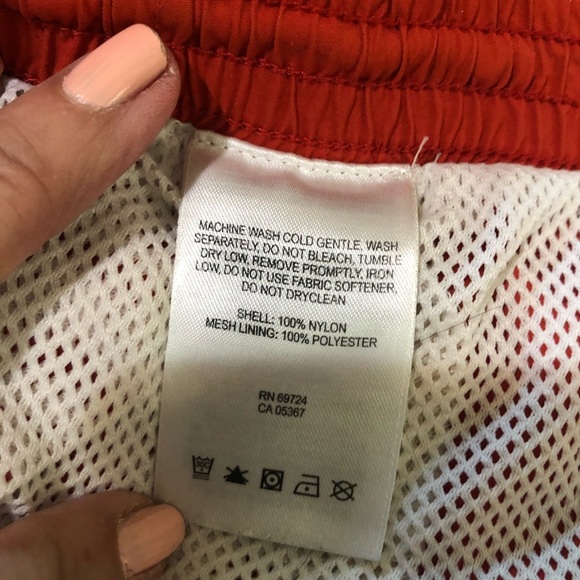 MACHINE WASH COLD GENTLE, WASH
SEPARATELY, DO NOT BLEACH, TUMBLE
DRY LOW, REMOVE PROMPTLY, IRON
LOW, DO NOT USE FABRIC SOFTENER,
DO NOT DRYCLEAN
SHELL: 100% NYLON
MESH LINING: 100% POLYESTER
RN 69724
CA 05367